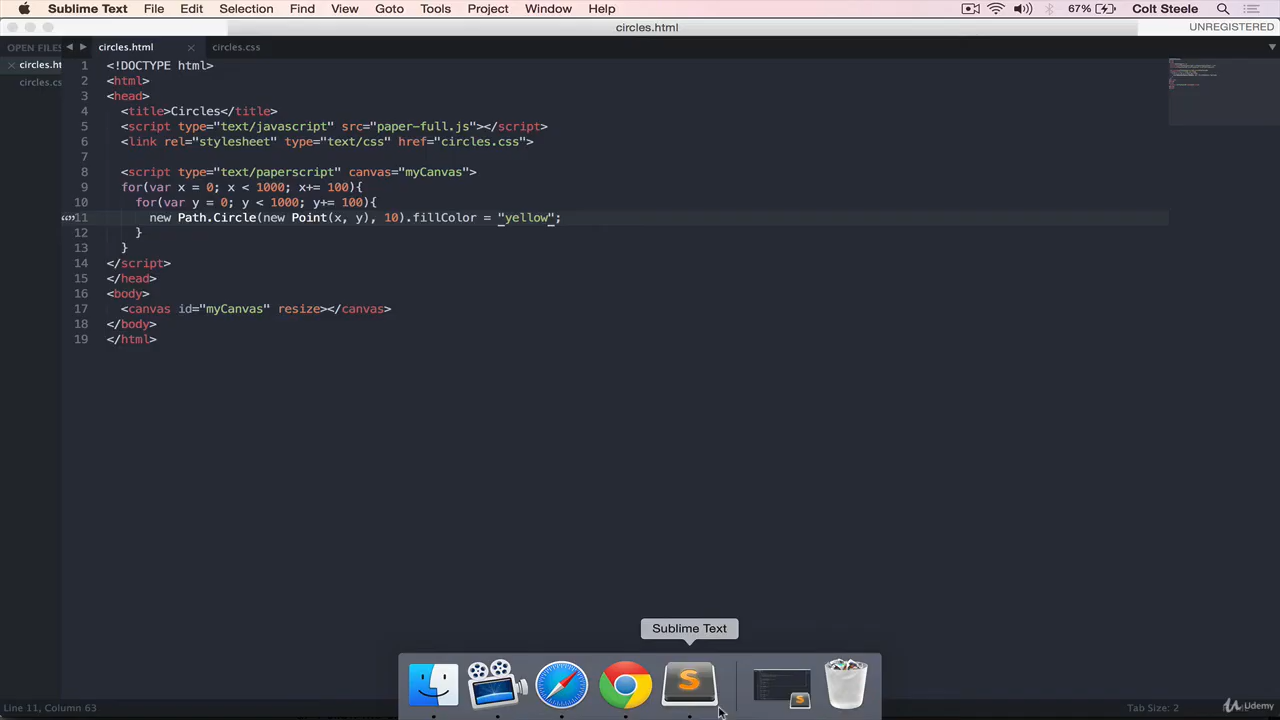 Sublime Text File Edit Selection Find View Goto Tools Project Window Help 67% Colt Steele
circles.html UNREGISTERED
OPEN FILES circles.html circles.css
circles.ht
circles.cs
1 <!DOCTYPE html>
2 <html>
3 <head>
4 <title>Circles</title>
5 <script type="text/javascript" src="paper-full.js"></script>
6 <link rel="stylesheet" type="text/css" href="circles.css">
7
8 <script type="text/paperscript" canvas="myCanvas">
9 for(var x = 0; x < 1000; x+= 100){
10 for(var y = 0; y < 1000; y+= 100){
11 new Path.Circle(new Point(x, y), 10).fillColor = "yellow";
12 }
13 }
14 </script>
15 </head>
16 <body>
17 <canvas id="myCanvas" resize></canvas>
18 </body>
19 </html>
Sublime Text
S
Line 11, Column 63 Tab Size: 2 Udemy